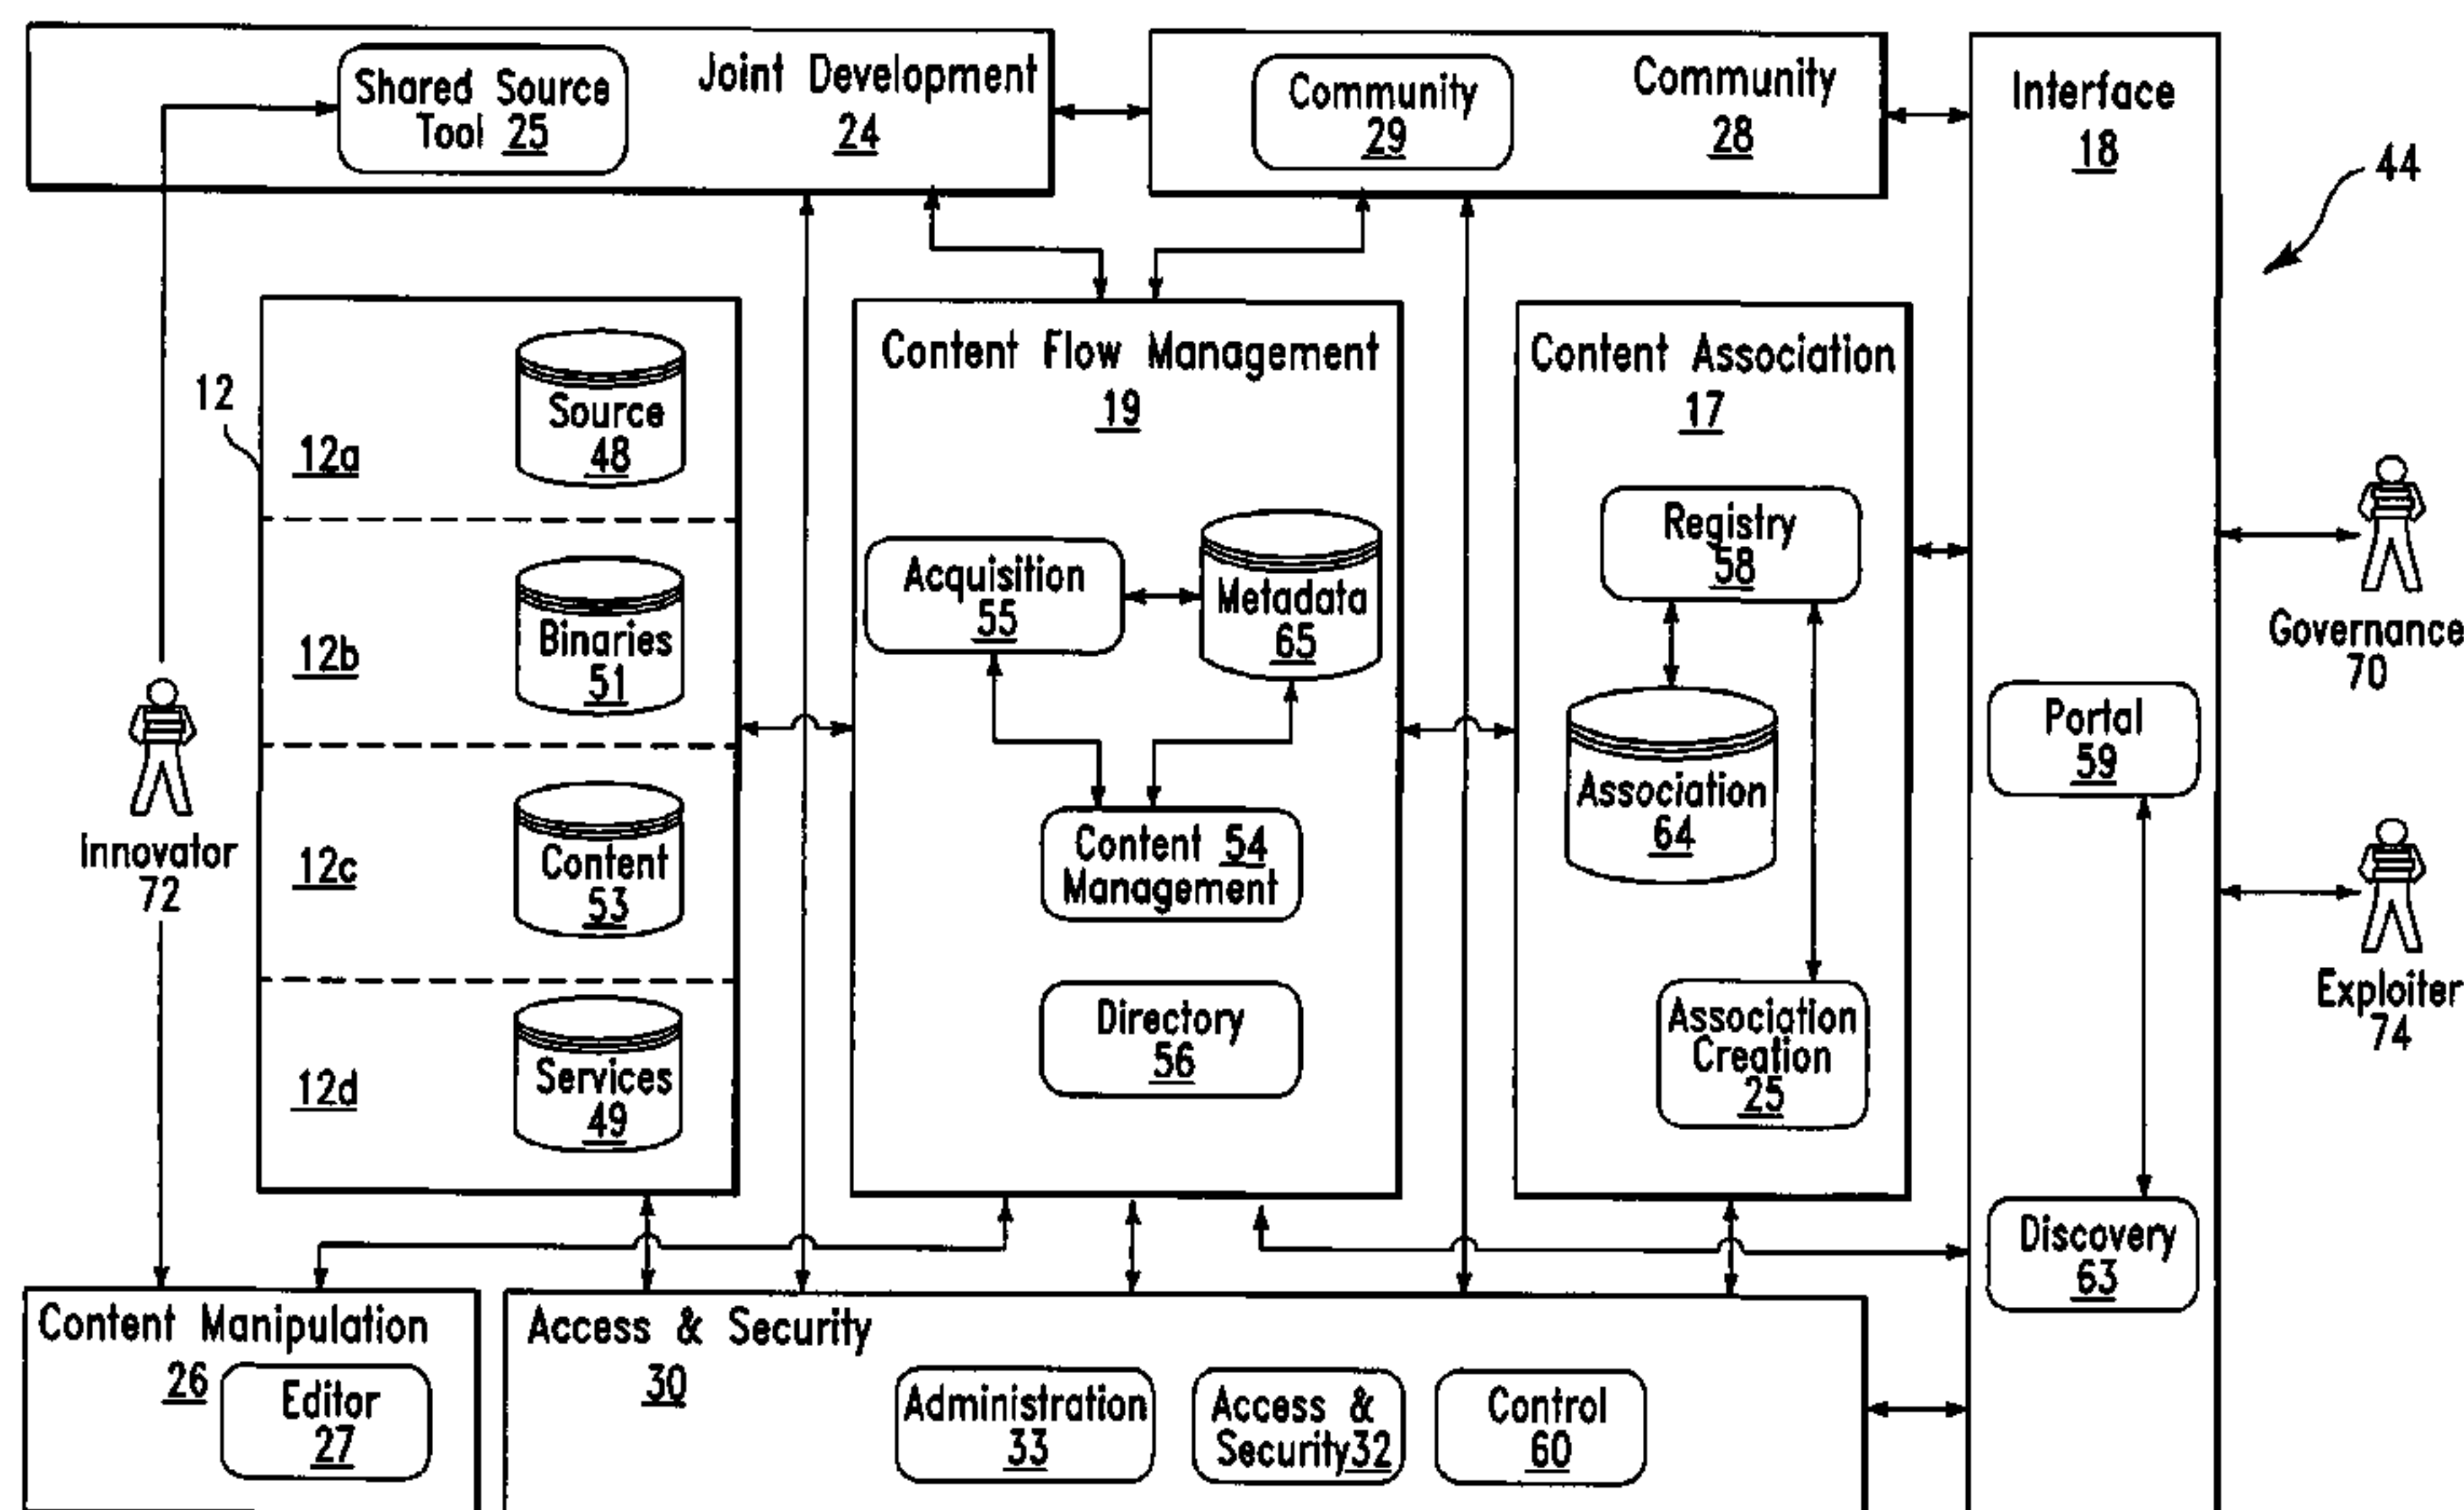 Shared Source
Tool 25
Joint Development
24
Community
29
Community
28
Interface
18
44
12
12a
Source
48
12b
Binaries
51
12c
Content
53
12d
Services
49
Innovator
72
Content Flow Management
19
Acquisition
55
Metadata
65
Content 54
Management
Directory
56
Content Association
17
Registry
58
Association
64
Association
Creation
25
Portal
59
Discovery
63
Governance
70
Exploiter
74
Content Manipulation
26
Editor
27
Access & Security
30
Administration
33
Access &
Security32
Control
60